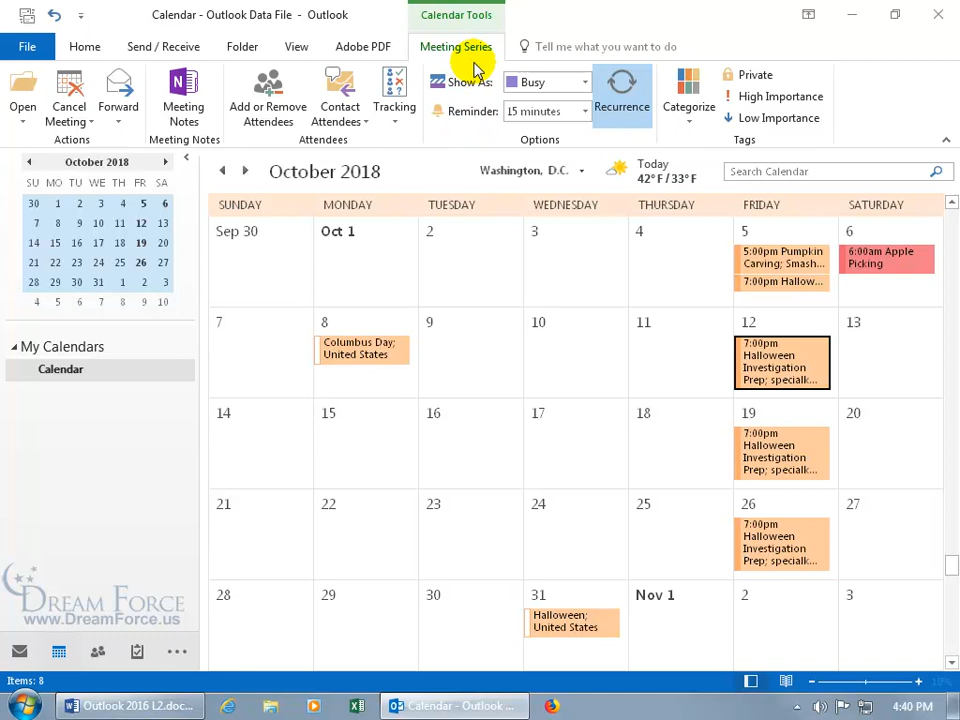 Calendar - Outlook Data File - Outlook
Calendar Tools
File
Home
Send / Receive
Folder
View
Adobe PDF
Meeting Series
Tell me what you want to do
Open
Cancel
Meeting
Forward
Actions
Meeting
Notes
Meeting Notes
Add or Remove
Attendees
Contact
Attendees
Tracking
Attendees
Show As:
Busy
Reminder:
15 minutes
Recurrence
Options
Categorize
Private
High Importance
Low Importance
Tags
October 2018
SU MO TU WE TH FR SA
30 1 2 3 4 5 6
7 8 9 10 11 12 13
14 15 16 17 18 19 20
21 22 23 24 25 26 27
28 29 30 31 1 2 3
4 5 6 7 8 9 10
My Calendars
Calendar
October 2018
Washington, D.C.
Today
42° F / 33° F
Search Calendar
SUNDAY MONDAY TUESDAY WEDNESDAY THURSDAY FRIDAY SATURDAY
Sep 30 Oct 1 2 3 4 5 6
5:00pm Pumpkin
Carving; Smash...
7:00pm Hallow...
6:00am Apple
Picking
7 8 9 10 11 12 13
Columbus Day;
United States
7:00pm
Halloween
Investigation
Prep; specialk...
14 15 16 17 18 19 20
7:00pm
Halloween
Investigation
Prep; specialk...
21 22 23 24 25 26 27
7:00pm
Halloween
Investigation
Prep; specialk...
28 29 30 31 Nov 1 2 3
Halloween;
United States
DREAM FORCE
www.DreamForce.us
Items: 8
Outlook 2016 L2.doc...
Calendar - Outlook ...
4:40 PM